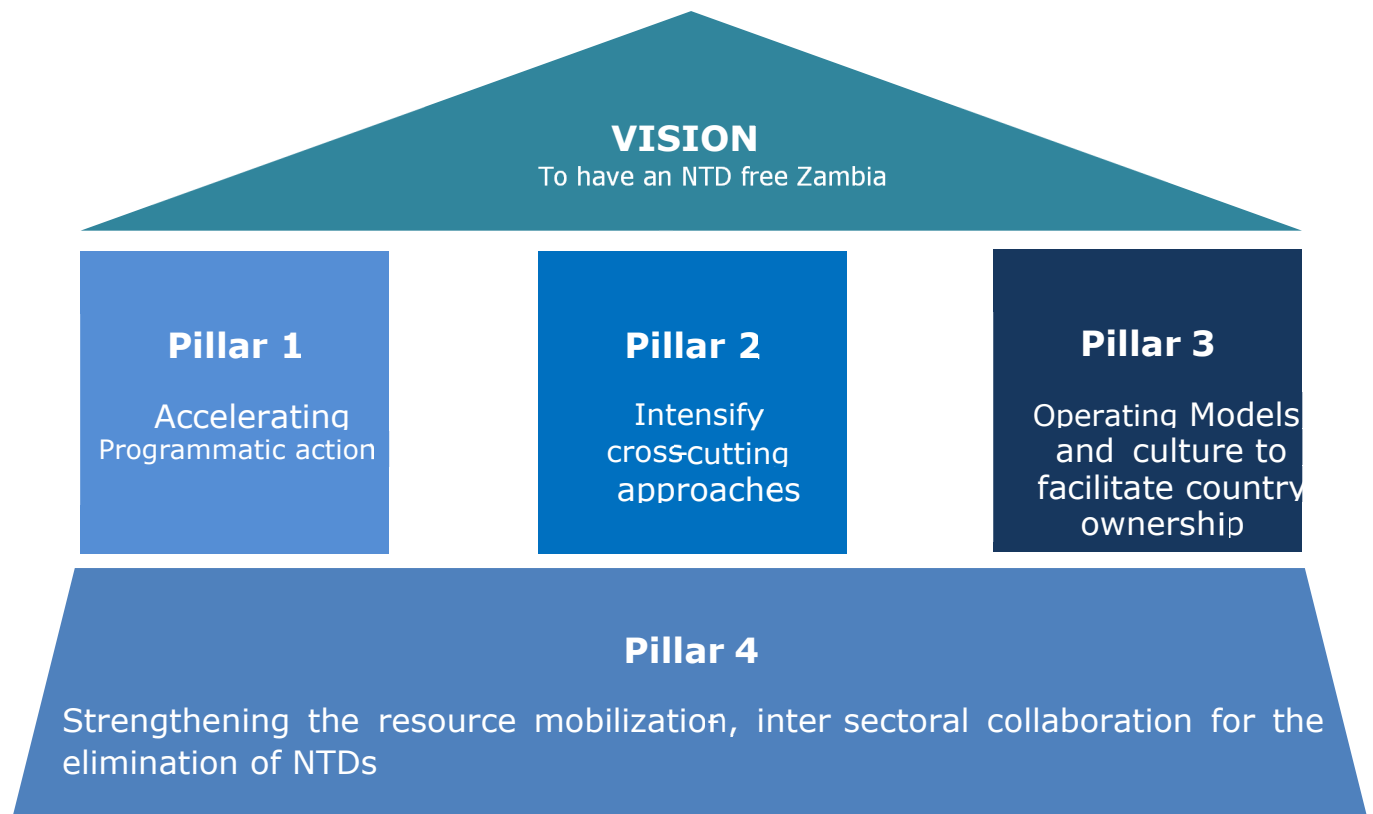 VISION
To have an NTD free Zambia
Pillar 1
Accelerating
Programmatic action
Pillar 2
Intensify
cross-cutting
approaches
Pillar 3
Operating Models
and culture to
facilitate country
ownership
Pillar 4
Strengthening the resource mobilization, inter sectoral collaboration for the
elimination of NTDs